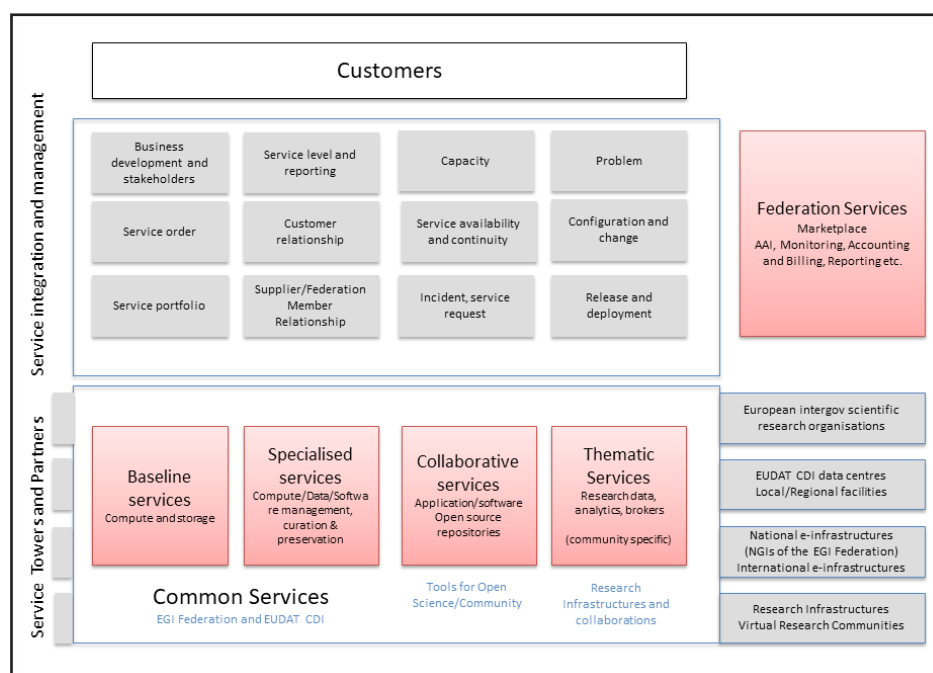 Customers
Service integration and management
Business
development and
stakeholders
Service level and
reporting
Capacity
Problem
Service order
Customer
relationship
Service availability
and continuity
Configuration and
change
Service portfolio
Supplier/Federation
Member
Relationship
Incident, service
request
Release and
deployment
Federation Services
Marketplace
AAI, Monitoring, Accounting
and Billing, Reporting etc.
Service Towers and Partners
Baseline
services
Compute and storage
Specialised
services
Compute/Data/Softwa
re management,
curation &
preservation
Collaborative
services
Application/software
Open source
repositories
Thematic
Services
Research data,
analytics, brokers
(community specific)
Common Services
EGI Federation and EUDAT CDI
Tools for Open
Science/Community
Research
Infrastructures and
collaborations
European intergov scientific
research organisations
EUDAT CDI data centres
Local/Regional facilities
National e-infrastructures
(NGIs of the EGI Federation)
International e-infrastructures
Research Infrastructures
Virtual Research Communities